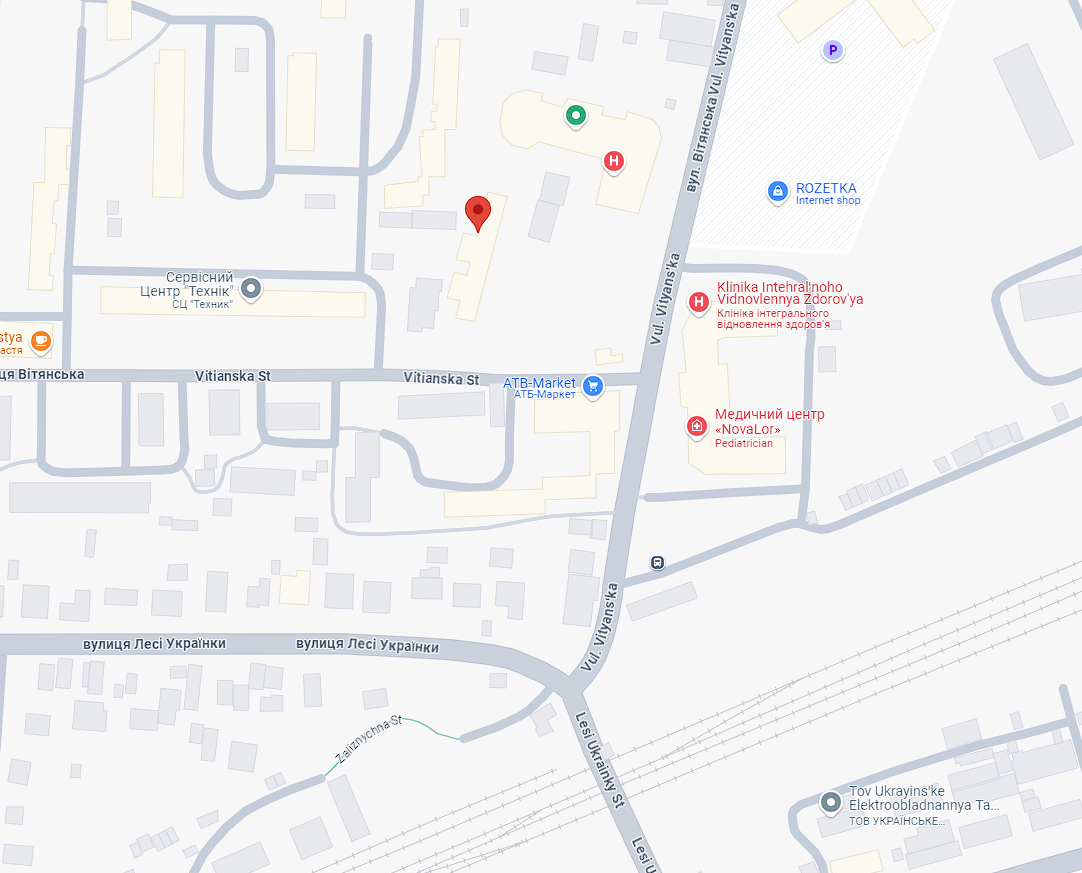 Vul. Vityans'ka
вул. Вітянська
P
H
ROZETKA
Internet shop
Vul. Vityans'ka
Сервісний
Центр "Технік"
СЦ "Техник"
Klinika Intehral'noho
Vidnovlennya Zdorov'ya
Клініка інтегрального
відновлення здоров'я
H
stya
астя
ця Вітянська
Vitianska St
Vitianska St
ATB-Market
АТБ-Маркет
Медичний центр
«NovaLor»
Pediatrician
Vul. Vityans'ka
вулиця Лесі Українки
вулиця Лесі Українки
Zaliznychna St
Lesi Ukrainky St
Tov Ukrayins'ke
Elektroobladnannya Ta...
ТОВ УКРАЇНСЬКЕ...
Lesi U